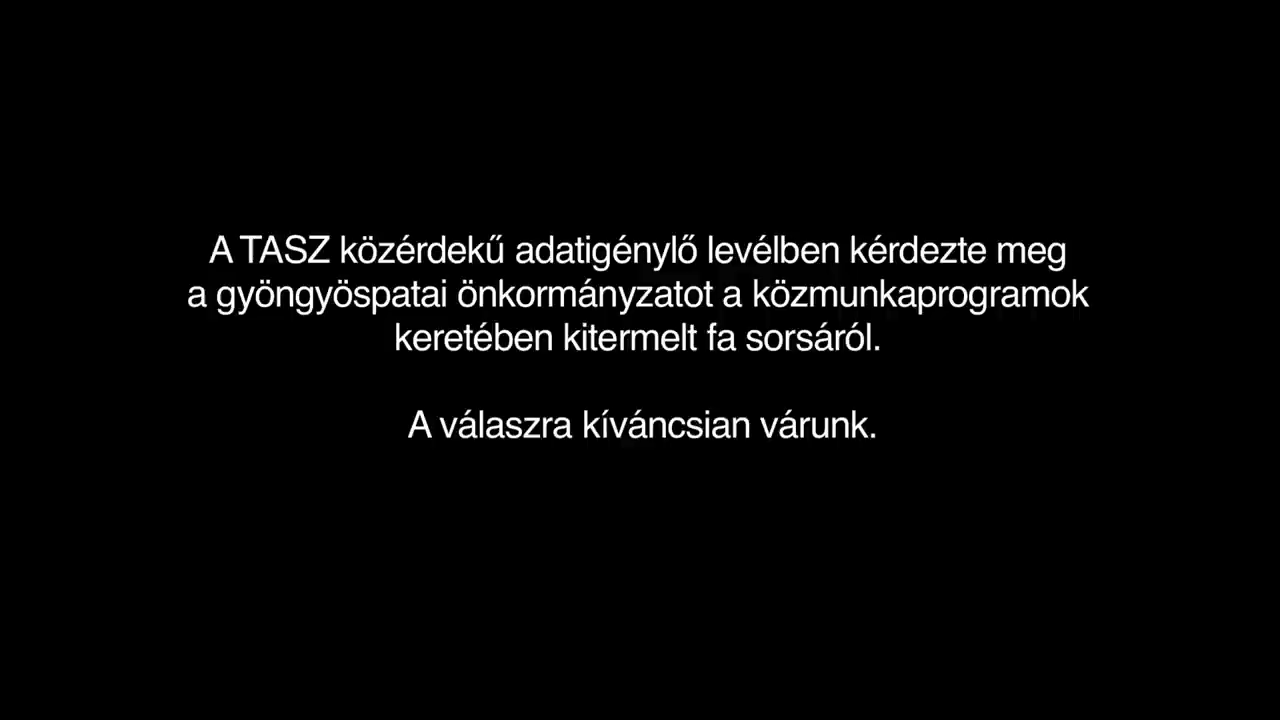 A TASZ közérdekű adatigénylő levélben kérdezte meg
a gyöngyöspatai önkormányzatot a közmunkaprogramok
keretében kitermelt fa sorsáról.
A válaszra kíváncsian várunk.